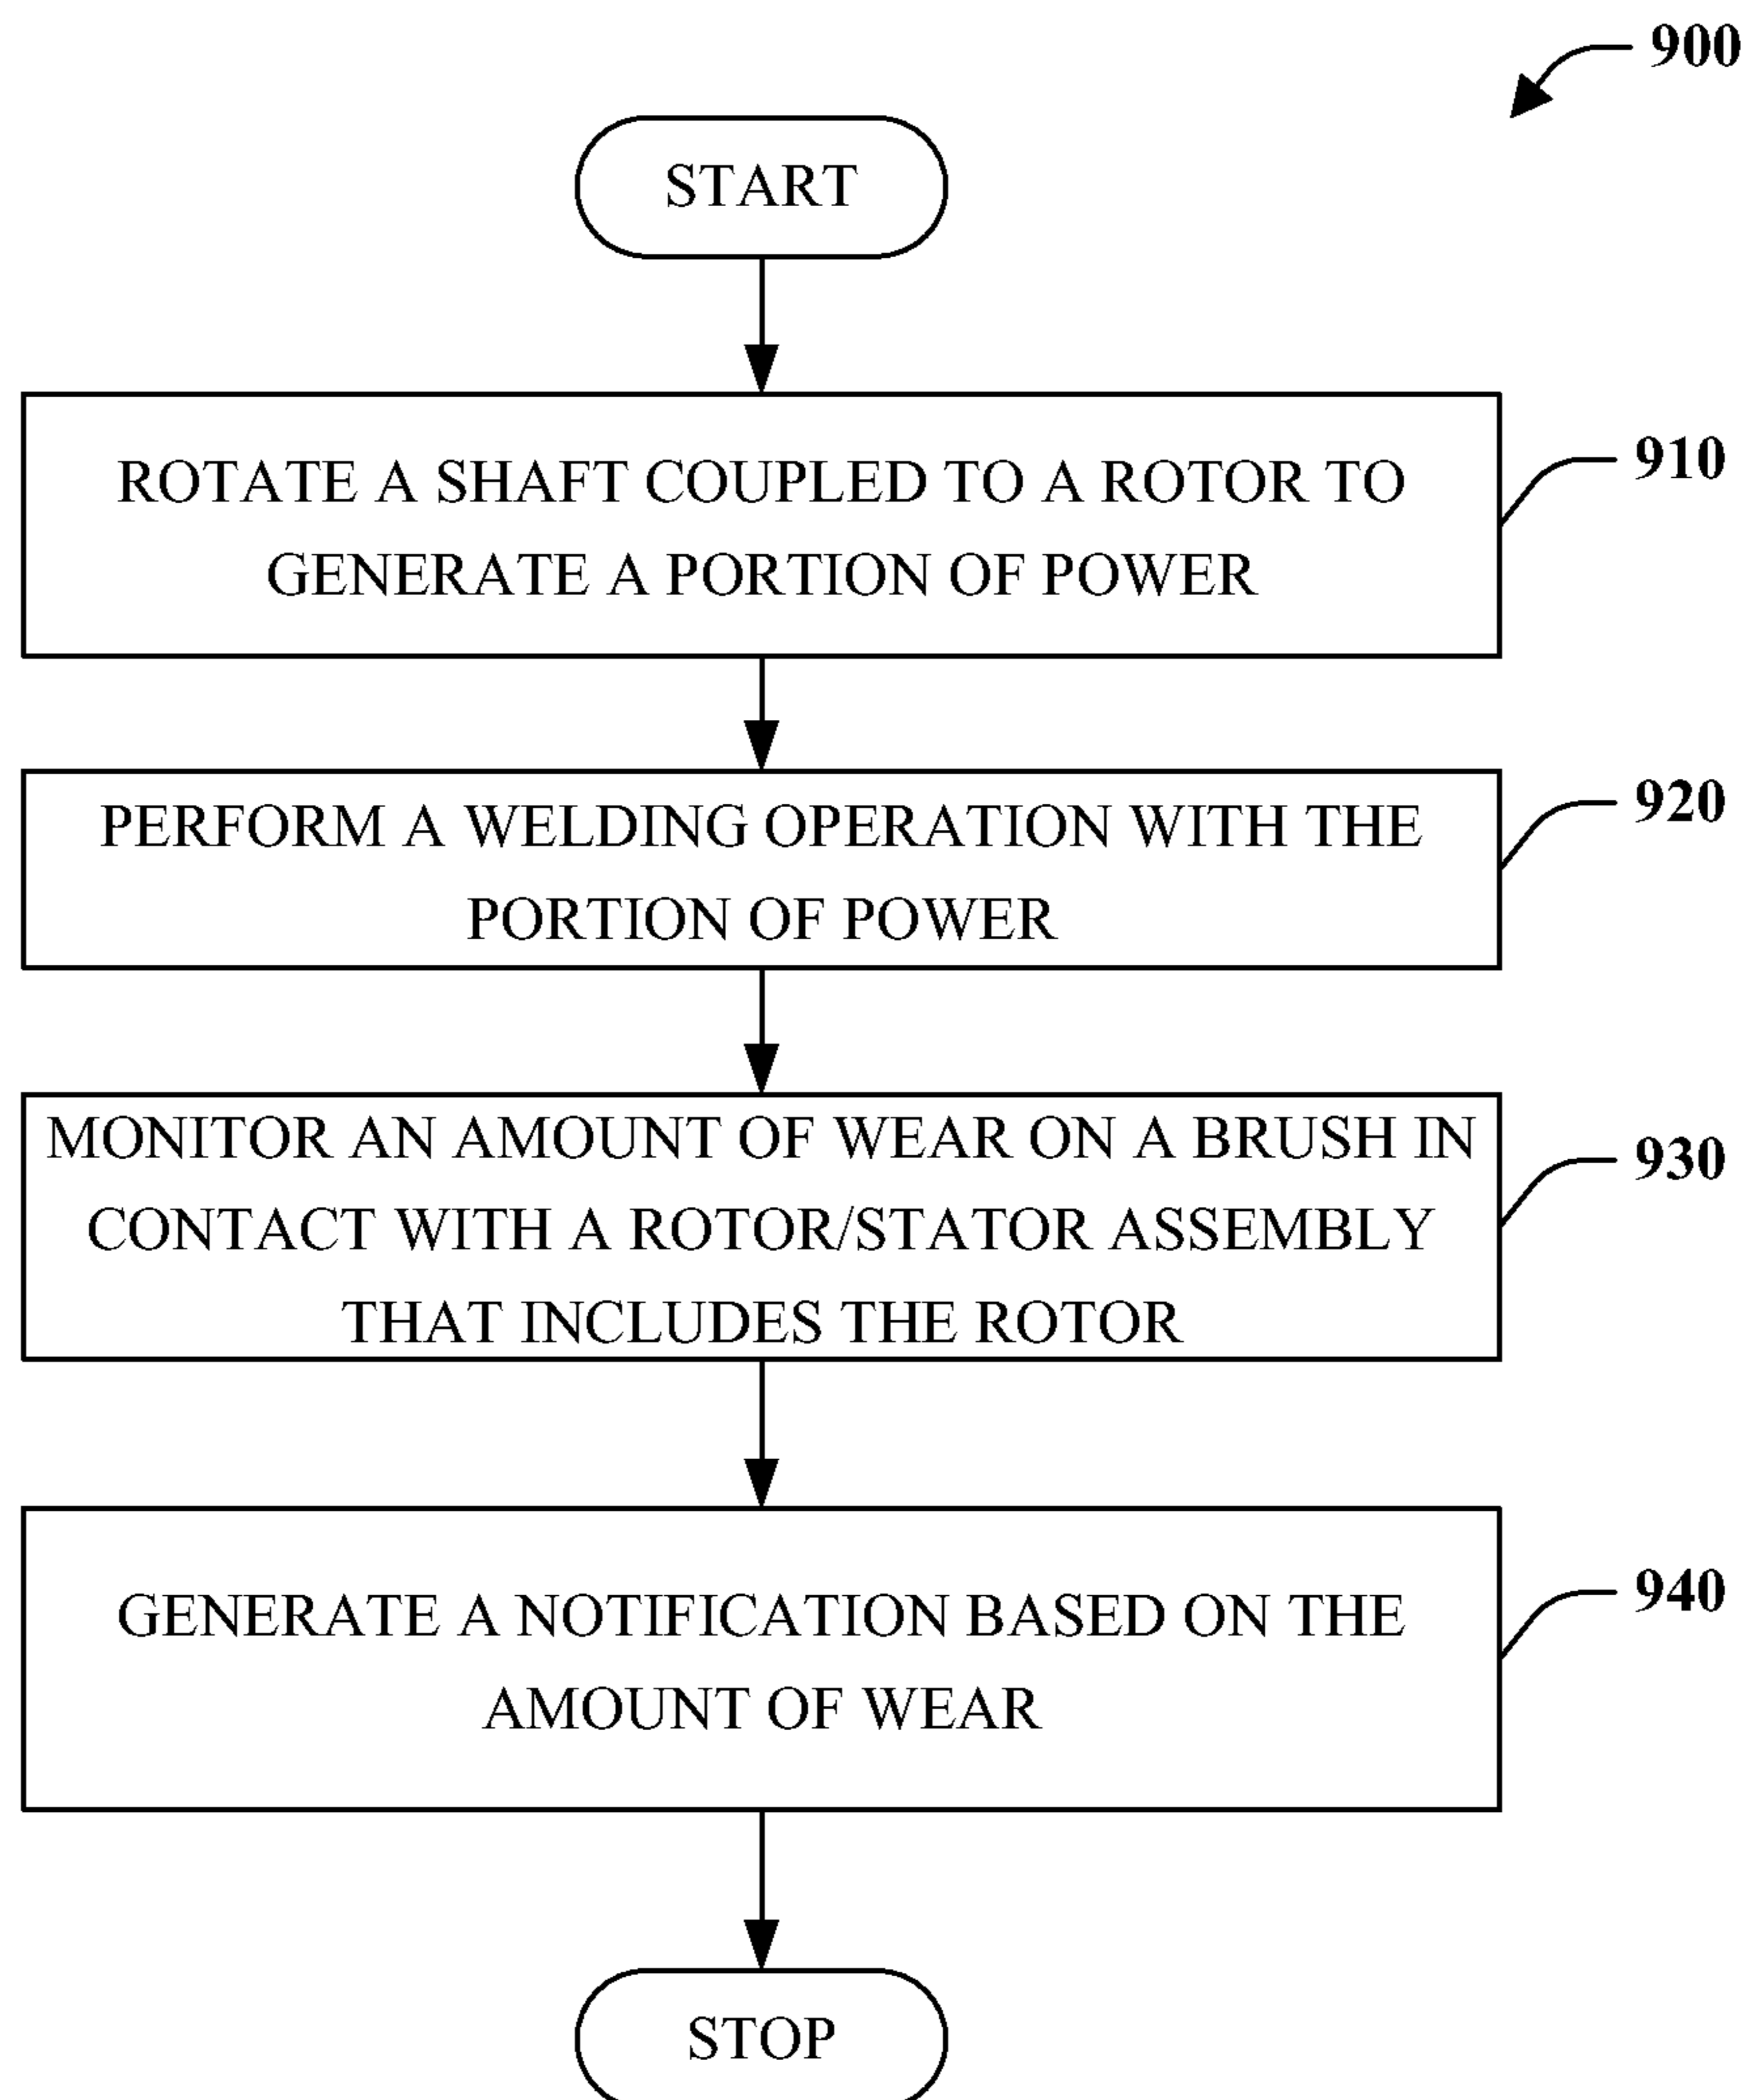 900
START
ROTATE A SHAFT COUPLED TO A ROTOR TO
GENERATE A PORTION OF POWER
910
PERFORM A WELDING OPERATION WITH THE
PORTION OF POWER
920
MONITOR AN AMOUNT OF WEAR ON A BRUSH IN
CONTACT WITH A ROTOR/STATOR ASSEMBLY
THAT INCLUDES THE ROTOR
930
GENERATE A NOTIFICATION BASED ON THE
AMOUNT OF WEAR
940
STOP